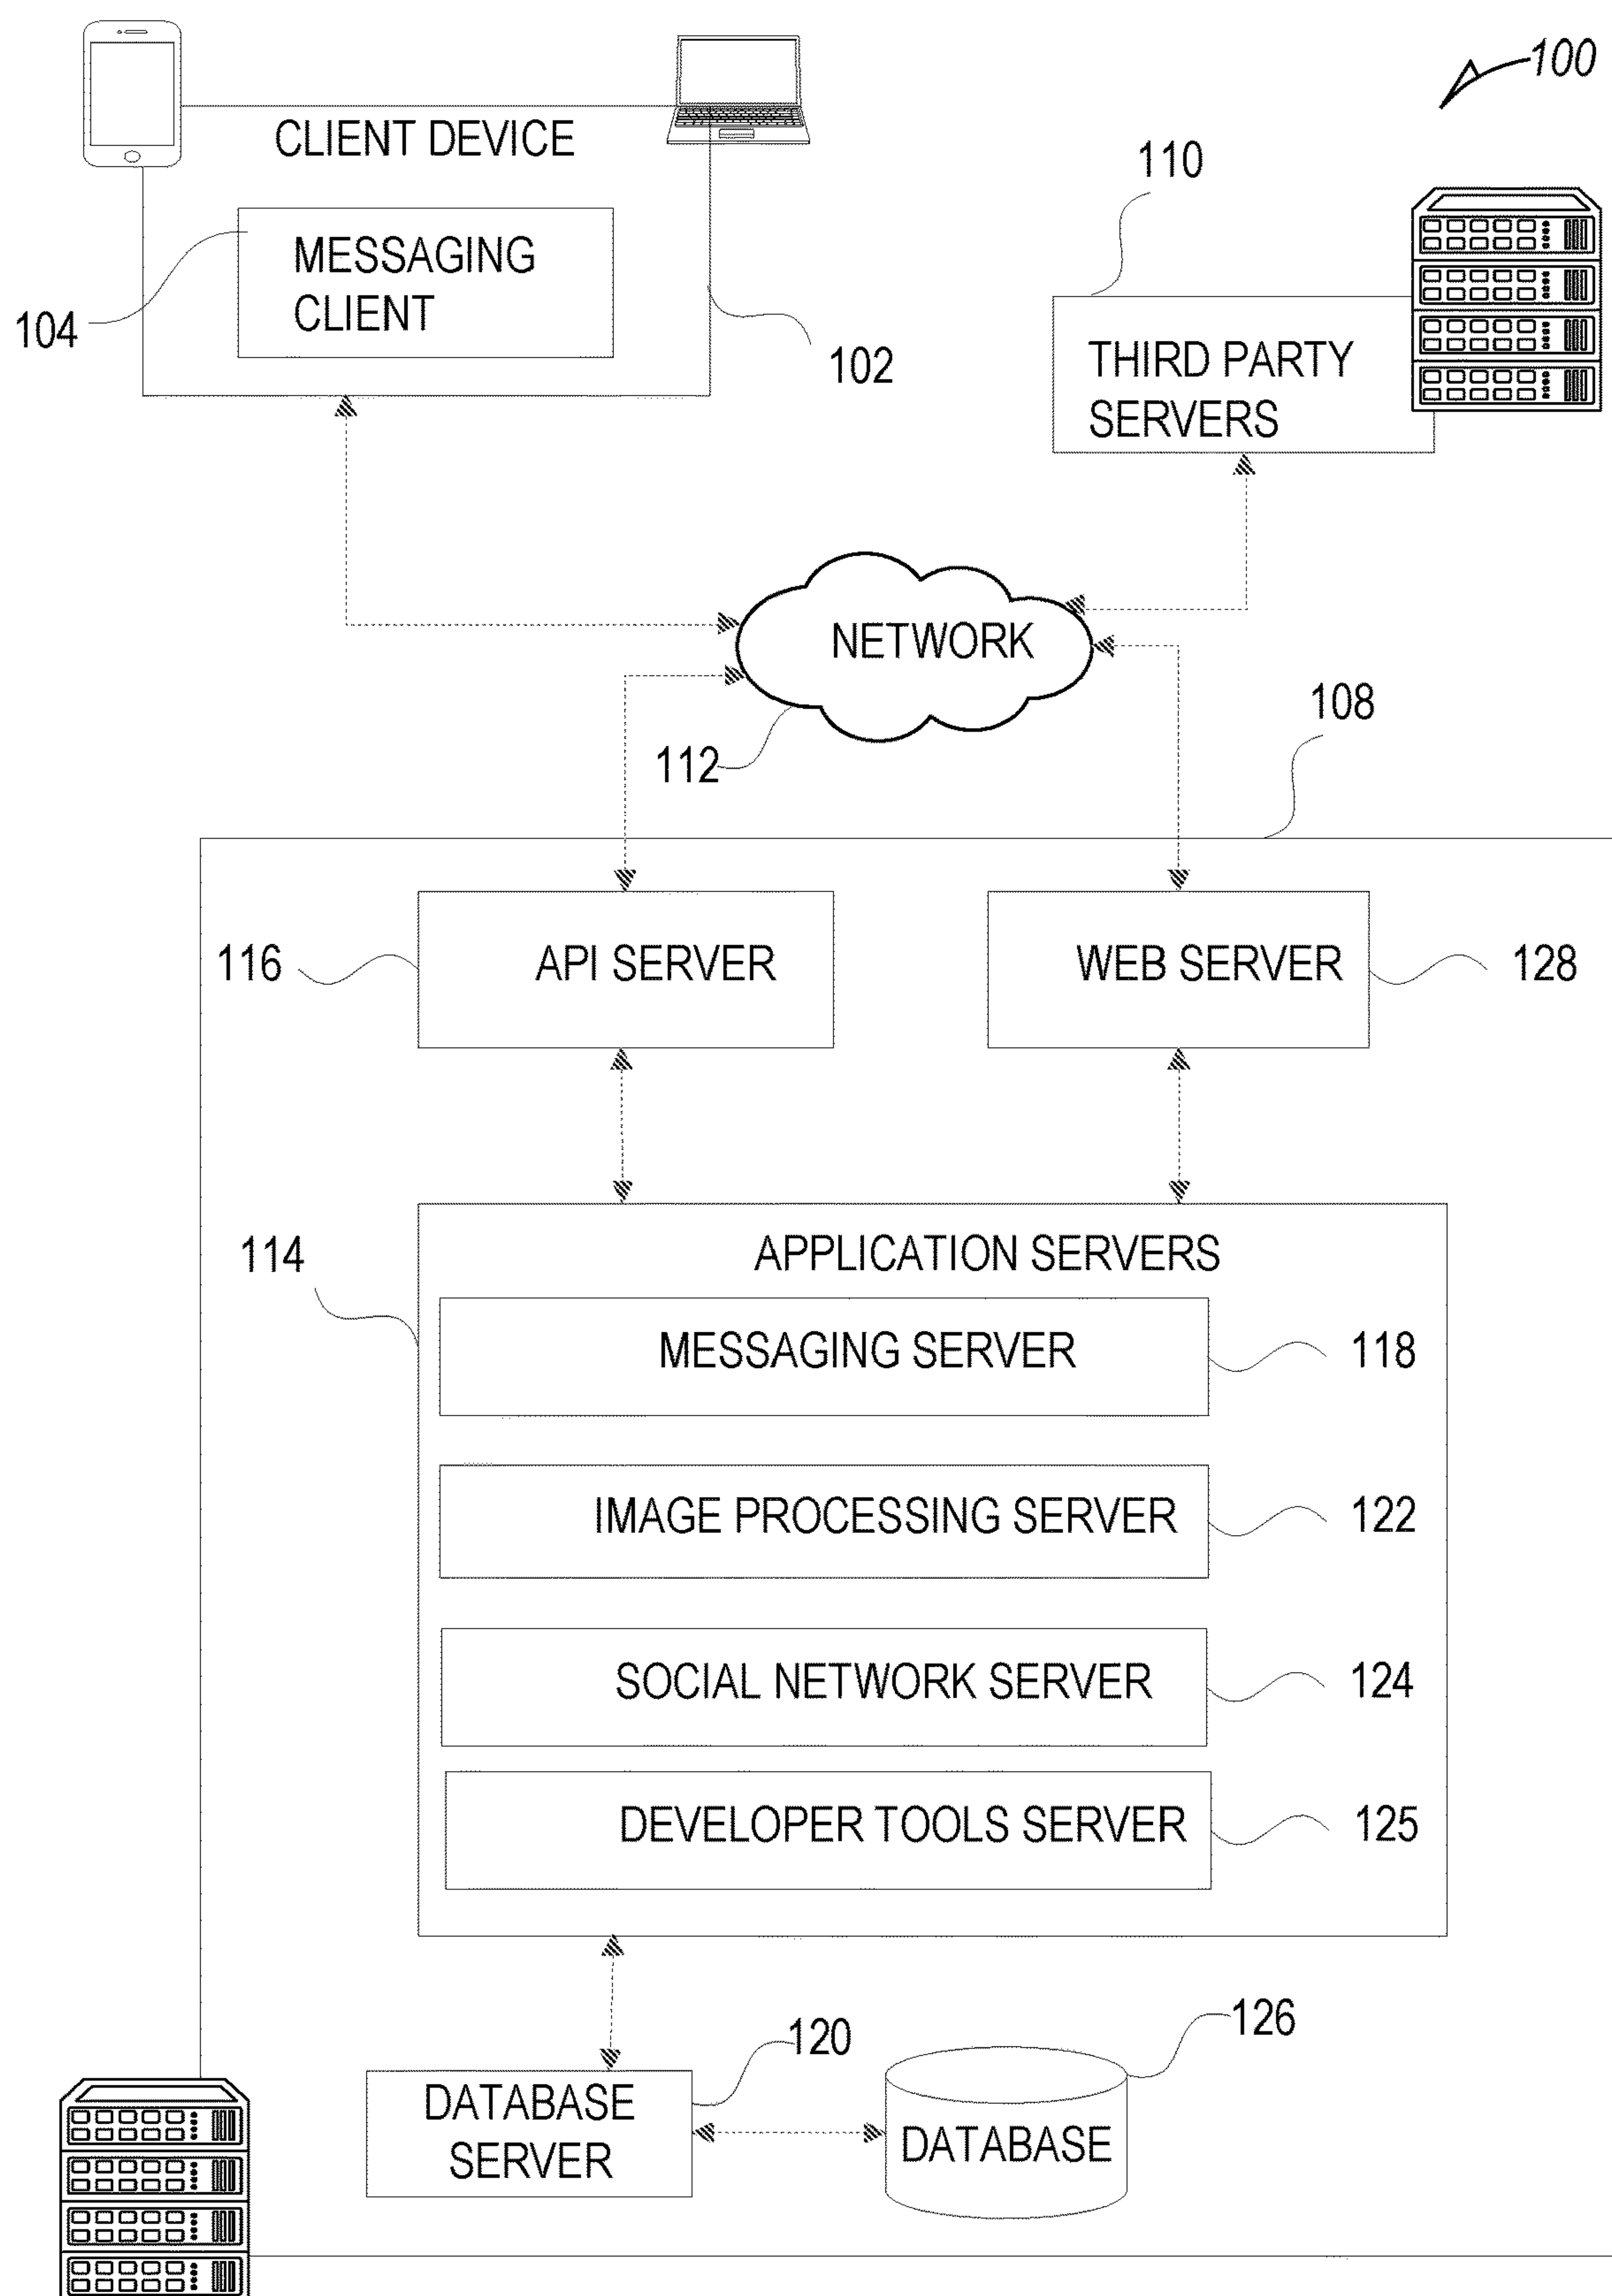 100
CLIENT DEVICE
110
MESSAGING
CLIENT
104
102
THIRD PARTY
SERVERS
NETWORK
108
112
116
API SERVER
WEB SERVER
128
114
APPLICATION SERVERS
MESSAGING SERVER
118
IMAGE PROCESSING SERVER
122
SOCIAL NETWORK SERVER
124
DEVELOPER TOOLS SERVER
125
120
126
DATABASE
SERVER
DATABASE